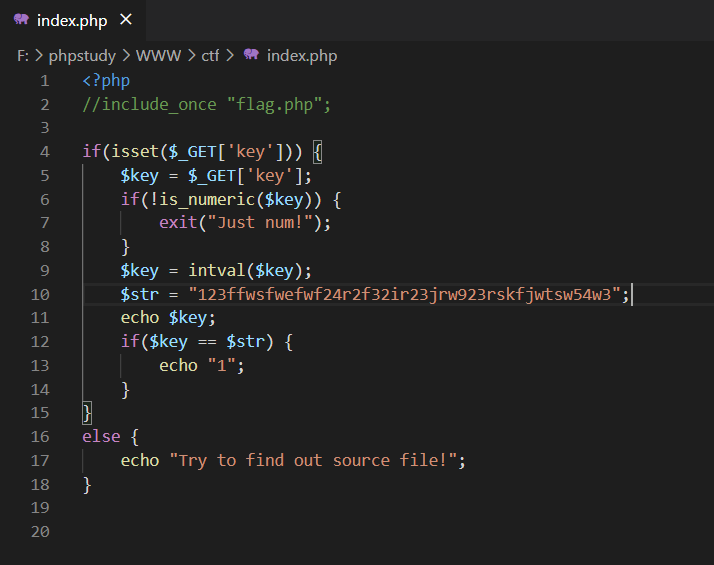 index.php ×
F: > phpstudy > WWW > ctf > index.php
1 <?php
2 //include_once "flag.php";
3
4 if(isset($_GET['key'])) {
5 $key = $_GET['key'];
6 if(!is_numeric($key)) {
7 exit("Just num!");
8 }
9 $key = intval($key);
10 $str = "123ffwsfwefwf24r2f32ir23jrw923rskfjwtsw54w3";
11 echo $key;
12 if($key == $str) {
13 echo "1";
14 }
15 }
16 else {
17 echo "Try to find out source file!";
18 }
19
20